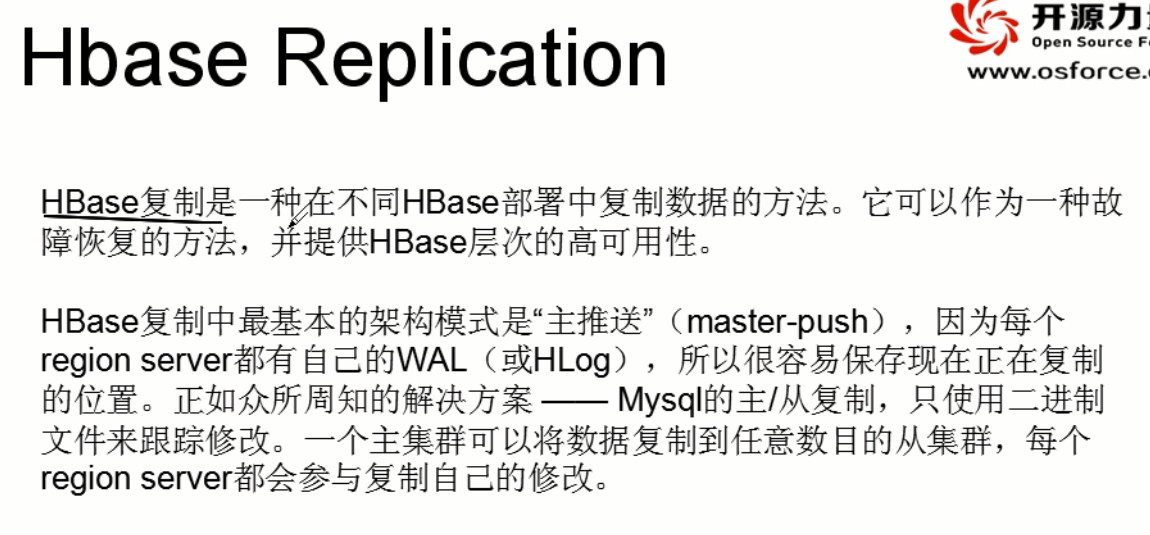 Hbase Replication
开源力
Open Source F
www.osforce.
HBase复制是一种在不同HBase部署中复制数据的方法。它可以作为一种故
障恢复的方法，并提供HBase层次的高可用性。
HBase复制中最基本的架构模式是“主推送”（master-push），因为每个
region server都有自己的WAL（或HLog），所以很容易保存现在正在复制
的位置。正如众所周知的解决方案 —— Mysql的主/从复制，只使用二进制
文件来跟踪修改。一个主集群可以将数据复制到任意数目的从集群，每个
region server都会参与复制自己的修改。